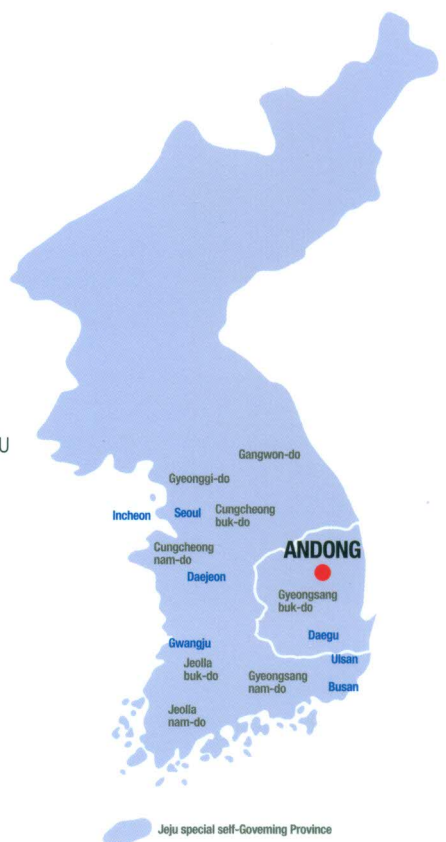 U
Gangwon-do
Gyeonggi-do
Incheon
Seoul
Cungcheong
buk-do
Cungcheong
nam-do
ANDONG
Daejeon
Gyeongsang
buk-do
Daegu
Gwangju
Ulsan
Jeolla
buk-do
Gyeongsang
nam-do
Busan
Jeolla
nam-do
Jeju special self-Governing Province